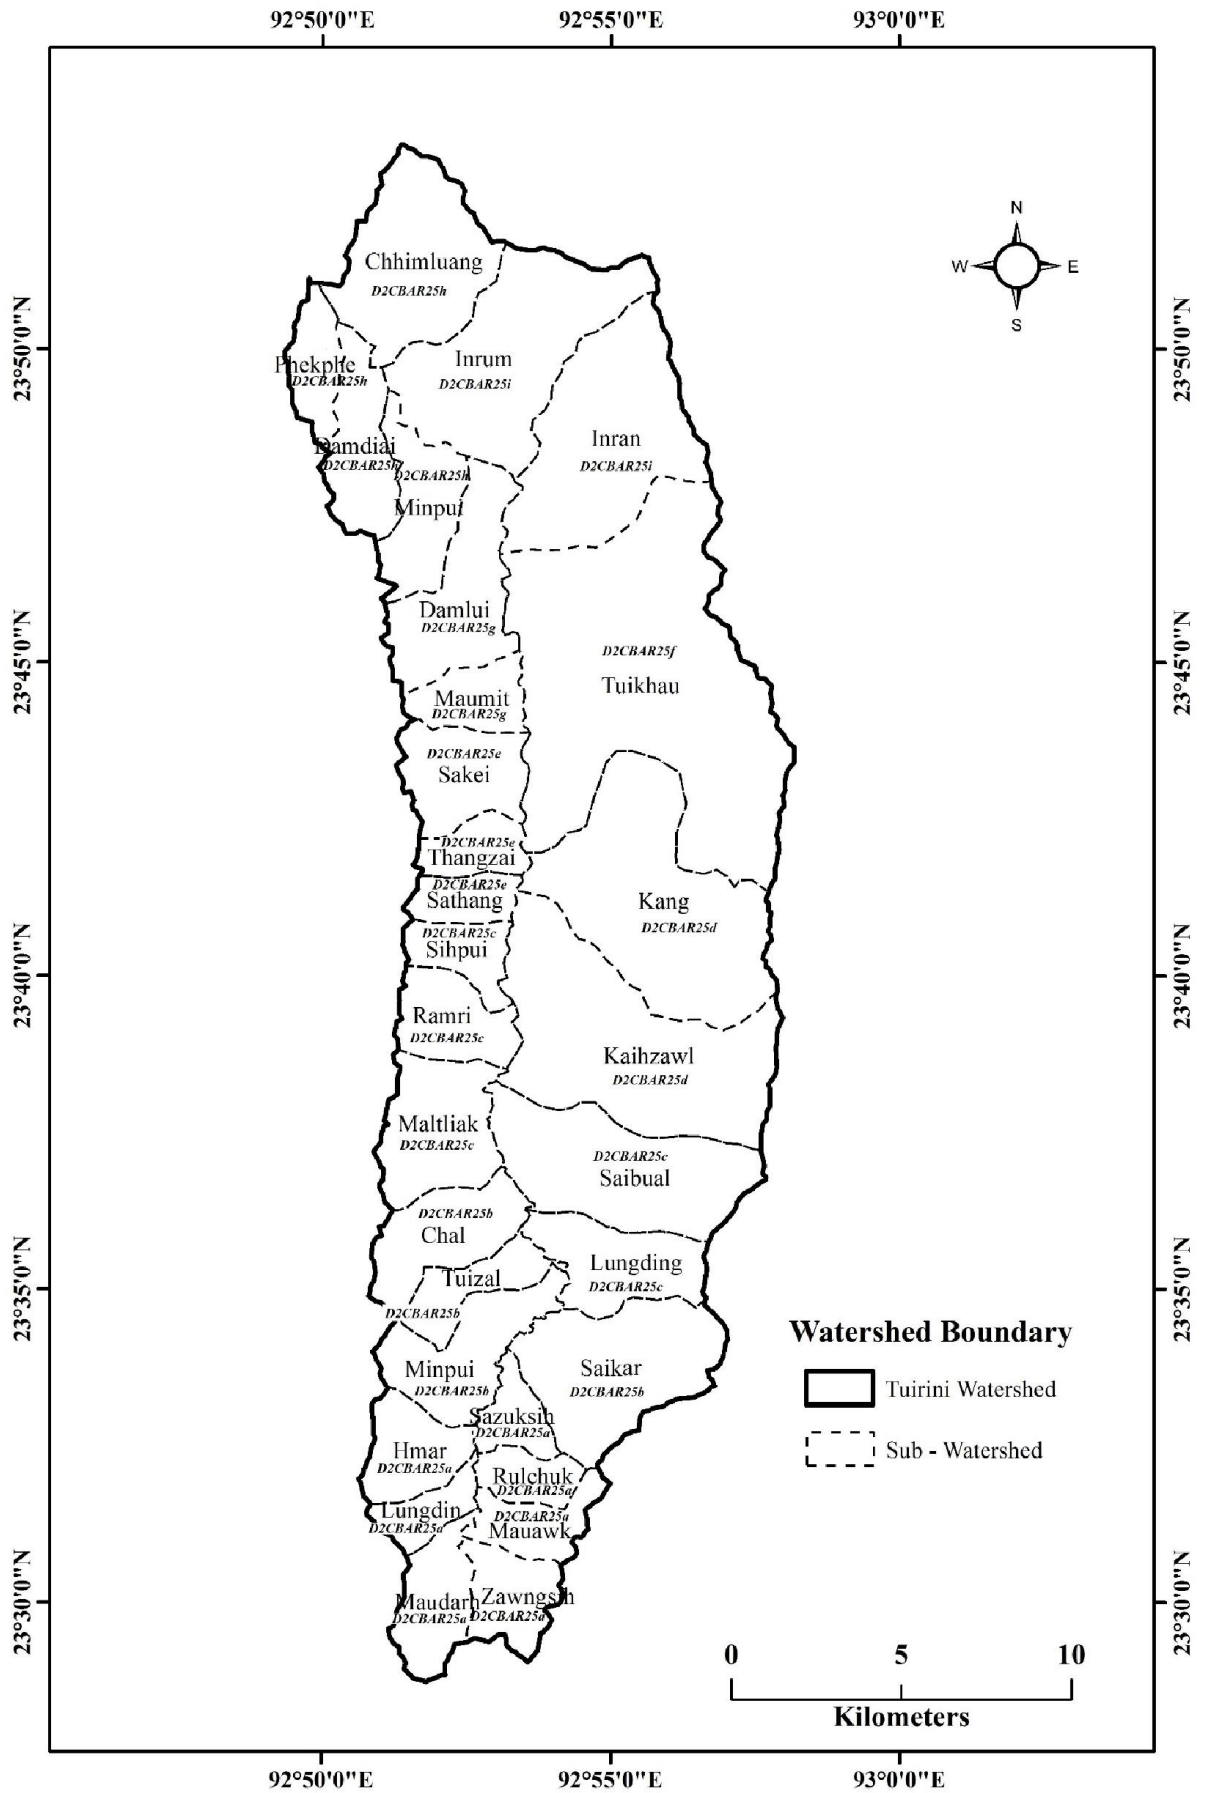 92°50'0"E 92°55'0"E 93°0'0"E
N
W E
S
Chhimluang
D2CBAR25h
23°50'0"N 23°50'0"N
Phekphe
D2CBAR25h
Inrum
D2CBAR25i
Inran
D2CBAR25i
Damdiai
D2CBAR25h
D2CBAR25h
Minpui
Damlui
D2CBAR25g
23°45'0"N 23°45'0"N
D2CBAR25f
Tuikhau
Maumit
D2CBAR25g
D2CBAR25e
Sakei
D2CBAR25e
Thangzai
D2CBAR25e
Sathang
Kang
D2CBAR25d
D2CBAR25c
Sihpui
23°40'0"N 23°40'0"N
Ramri
D2CBAR25c
Kaihzawl
D2CBAR25d
Maltliak
D2CBAR25c
D2CBAR25c
Saibual
D2CBAR25b
Chal
Lungding
D2CBAR25c
Tuizal
D2CBAR25b
23°35'0"N 23°35'0"N
Minpui
D2CBAR25b
Saikar
D2CBAR25b
Sazuksih
D2CBAR25a
Hmar
D2CBAR25a
Rulchuk
D2CBAR25a
Lungdin
D2CBAR25a
D2CBAR25a
Mauawk
Maudarh
D2CBAR25a
Zawngsih
D2CBAR25a
23°30'0"N 23°30'0"N
Watershed Boundary
Tuirini Watershed
Sub - Watershed
0 5 10
Kilometers
92°50'0"E 92°55'0"E 93°0'0"E